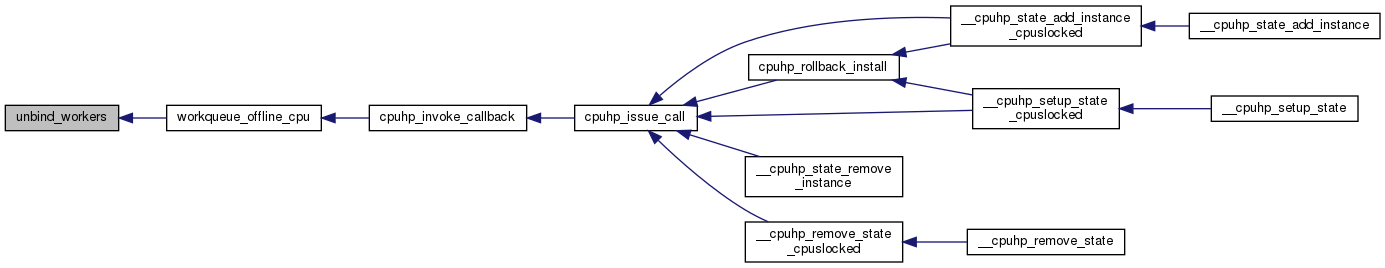 unbind_workers
workqueue_offline_cpu
cpuhp_invoke_callback
cpuhp_issue_call
__cpuhp_state_add_instance
_cpuslocked
__cpuhp_state_add_instance
cpuhp_rollback_install
__cpuhp_setup_state
_cpuslocked
__cpuhp_setup_state
__cpuhp_state_remove
_instance
__cpuhp_remove_state
_cpuslocked
__cpuhp_remove_state